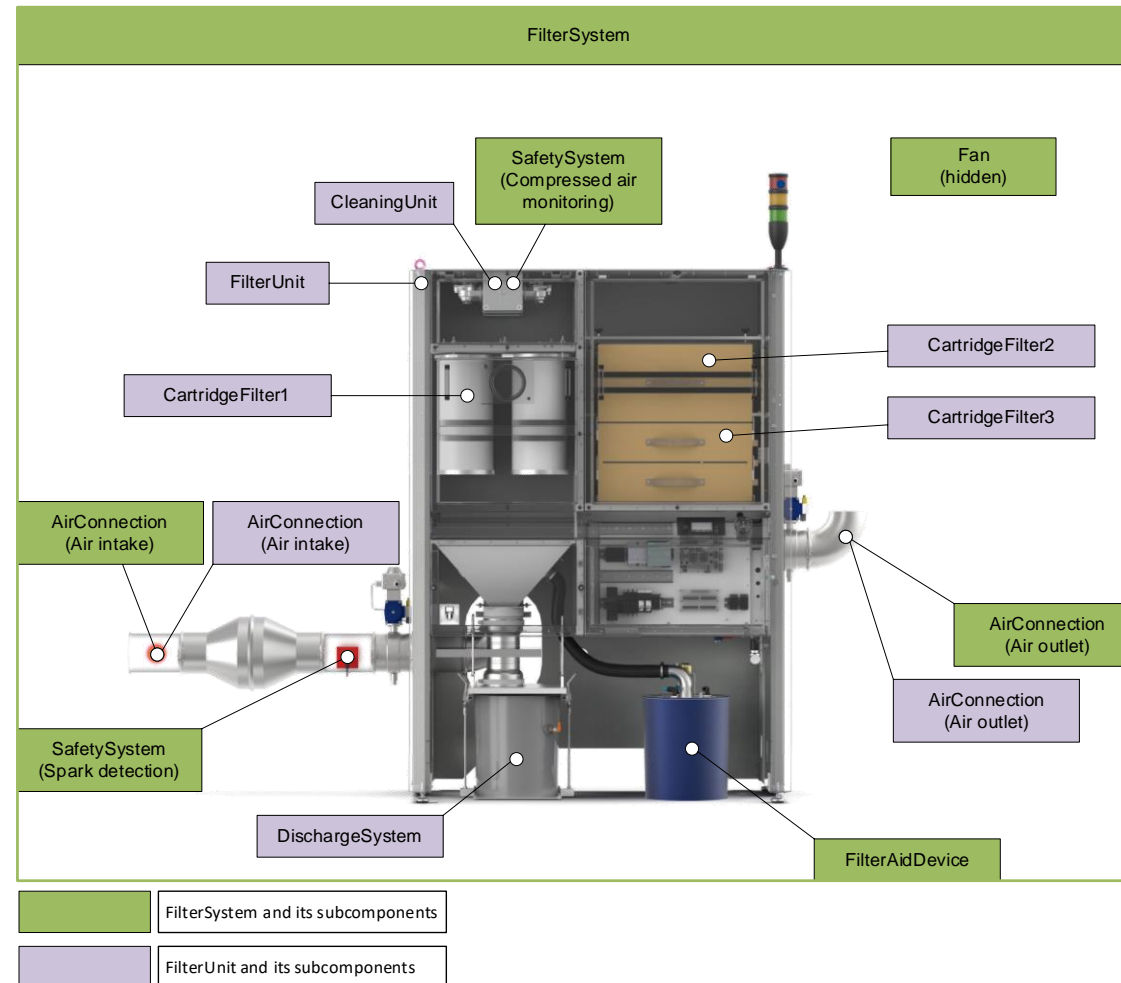 FilterSystem
SafetySystem
(Compressed air
monitoring)
Fan
(hidden)
CleaningUnit
FilterUnit
CartridgeFilter2
CartridgeFilter1
CartridgeFilter3
AirConnection
(Air intake)
AirConnection
(Air intake)
AirConnection
(Air outlet)
AirConnection
(Air outlet)
SafetySystem
(Spark detection)
DischargeSystem
FilterAidDevice
FilterSystem and its subcomponents
FilterUnit and its subcomponents